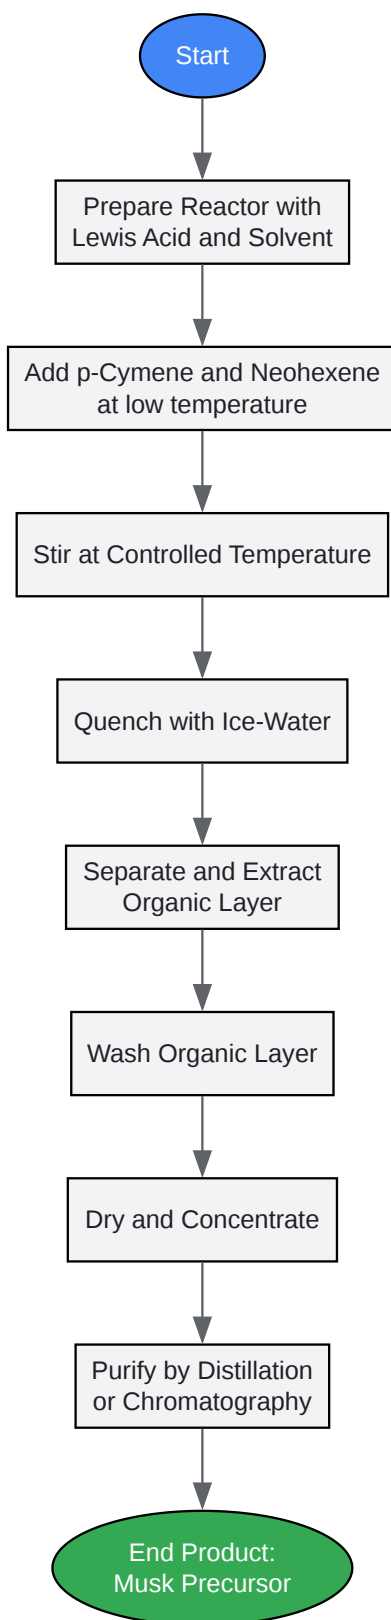 Start
Prepare Reactor with
Lewis Acid and Solvent
Add p-Cymene and Neohexene
at low temperature
Stir at Controlled Temperature
Quench with Ice-Water
Separate and Extract
Organic Layer
Wash Organic Layer
Dry and Concentrate
Purify by Distillation
or Chromatography
End Product:
Musk Precursor